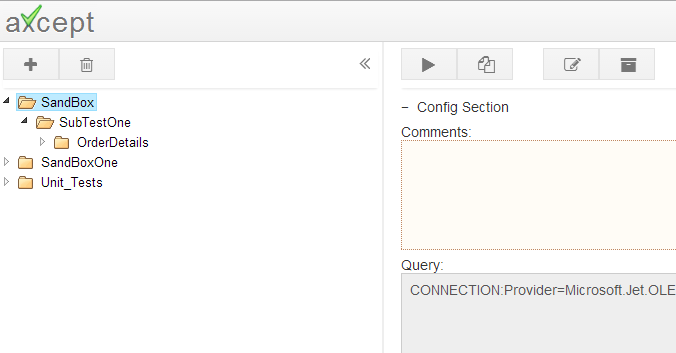 axcept
SandBox
SubTestOne
OrderDetails
SandBoxOne
Unit_Tests
Config Section
Comments:
Query:
CONNECTION:Provider=Microsoft.Jet.OLE